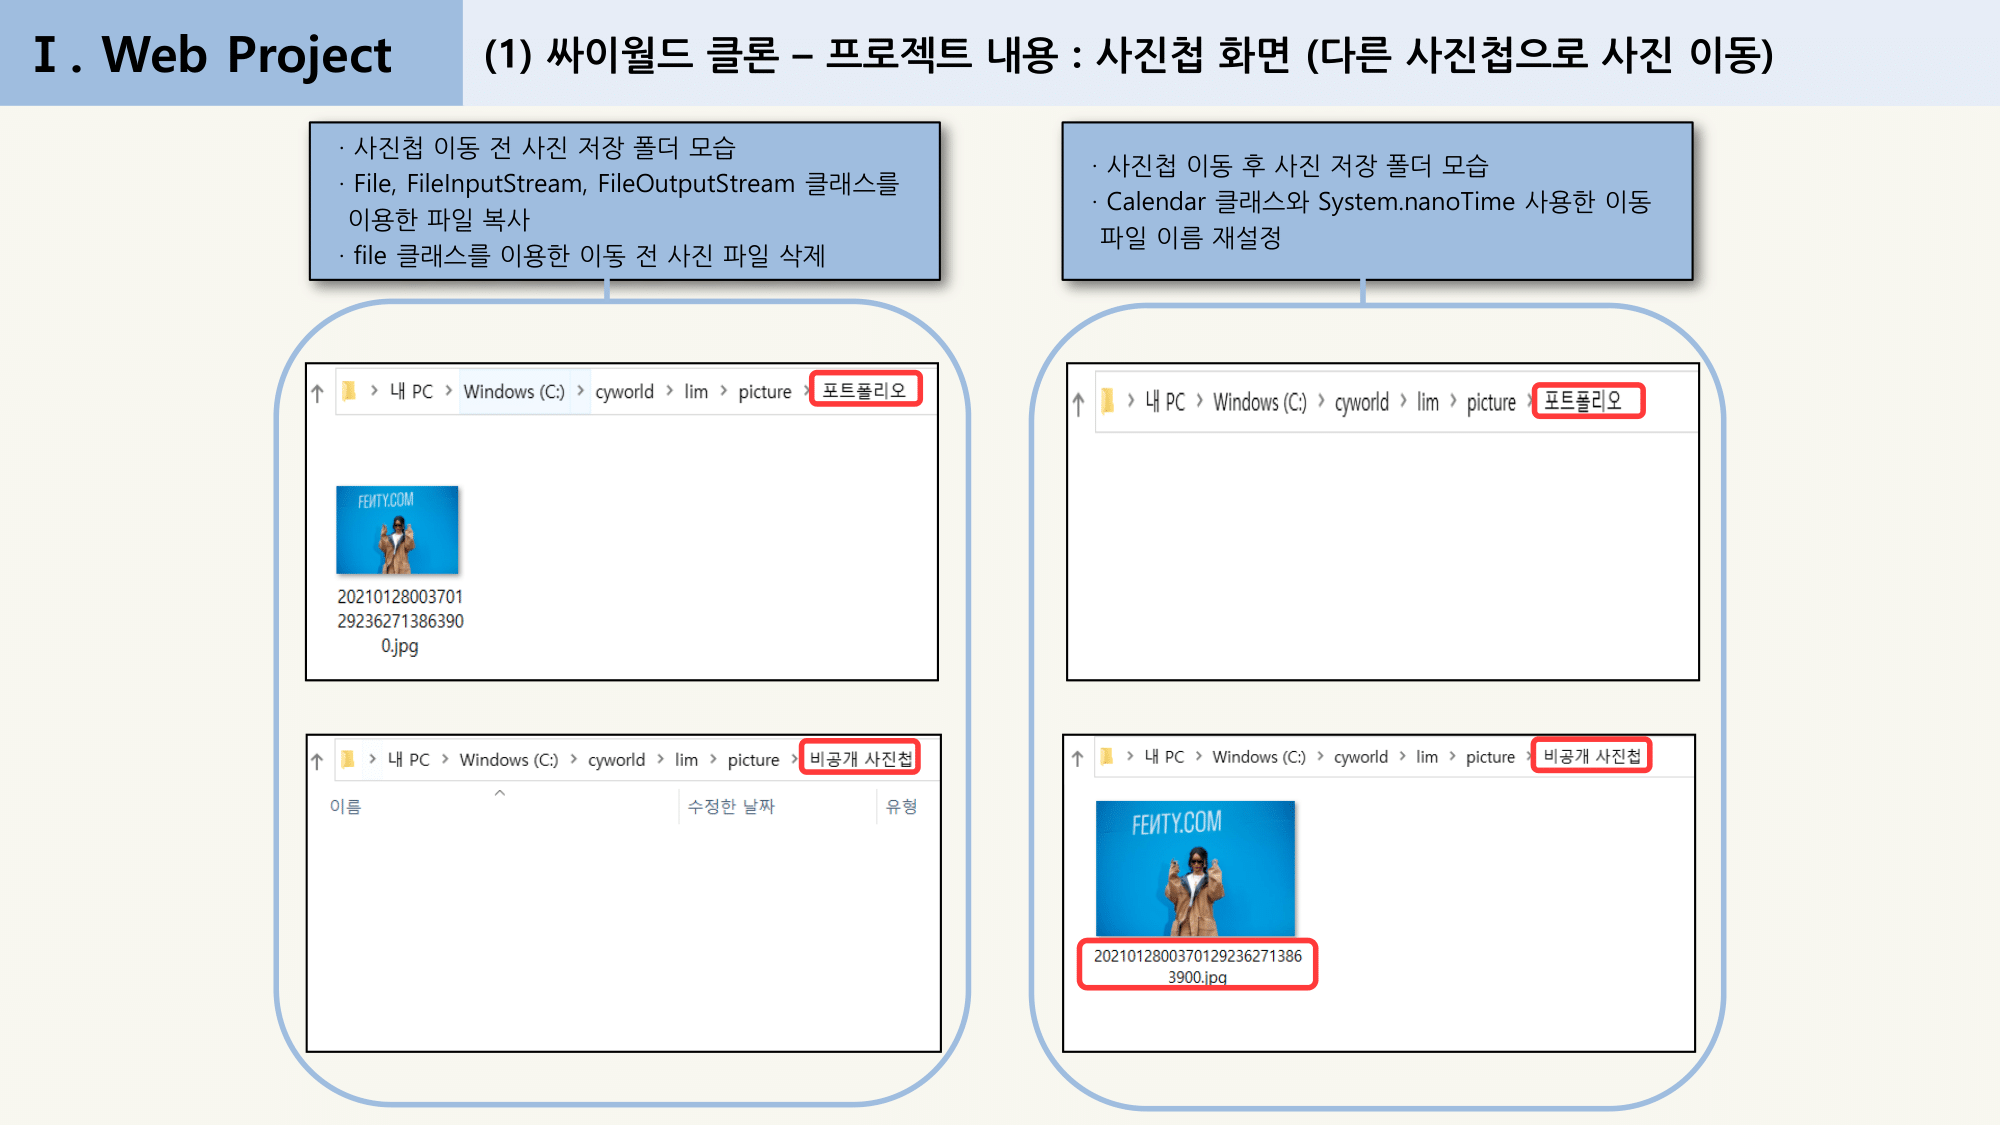 I. Web Project
(1) 싸이월드 클론 – 프로젝트 내용 : 사진첩 화면 (다른 사진첩으로 사진 이동)
· 사진첩 이동 전 사진 저장 폴더 모습
· File, FileInputStream, FileOutputStream 클래스를
이용한 파일 복사
· file 클래스를 이용한 이동 전 사진 파일 삭제
· 사진첩 이동 후 사진 저장 폴더 모습
· Calendar 클래스와 System.nanoTime 사용한 이동
파일 이름 재설정
↑ > 내 PC > Windows (C:) > cyworld > lim > picture > 포트폴리오
FEИTY.COM
20210128003701
29236271386390
0.jpg
↑ > 내 PC > Windows (C:) > cyworld > lim > picture > 비공개 사진첩
이름 수정한 날짜 유형
↑ > 내 PC > Windows (C:) > cyworld > lim > picture > 포트폴리오
↑ > 내 PC > Windows (C:) > cyworld > lim > picture > 비공개 사진첩
FEИTY.COM
2021012800370129236271386
3900.jpg